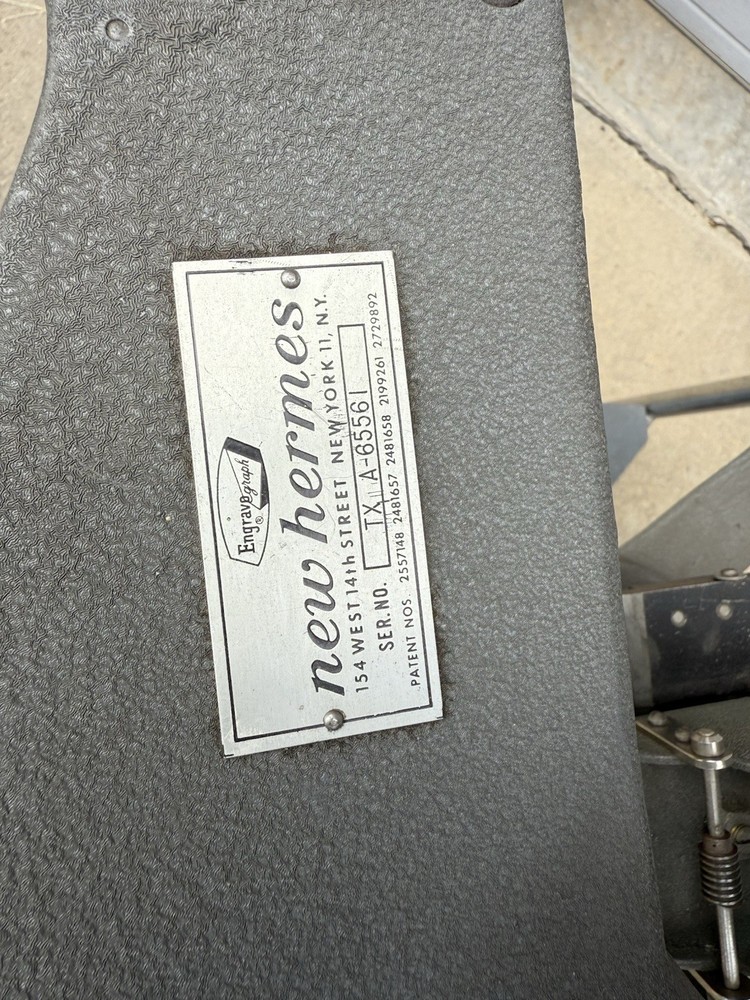 Engravograph
®
new hermes
154 WEST 14th STREET NEW YORK 11, N.Y.
SER.NO. TX A-65561
PATENT NOS. 2557148 2481657 2481658 2199261 2729892